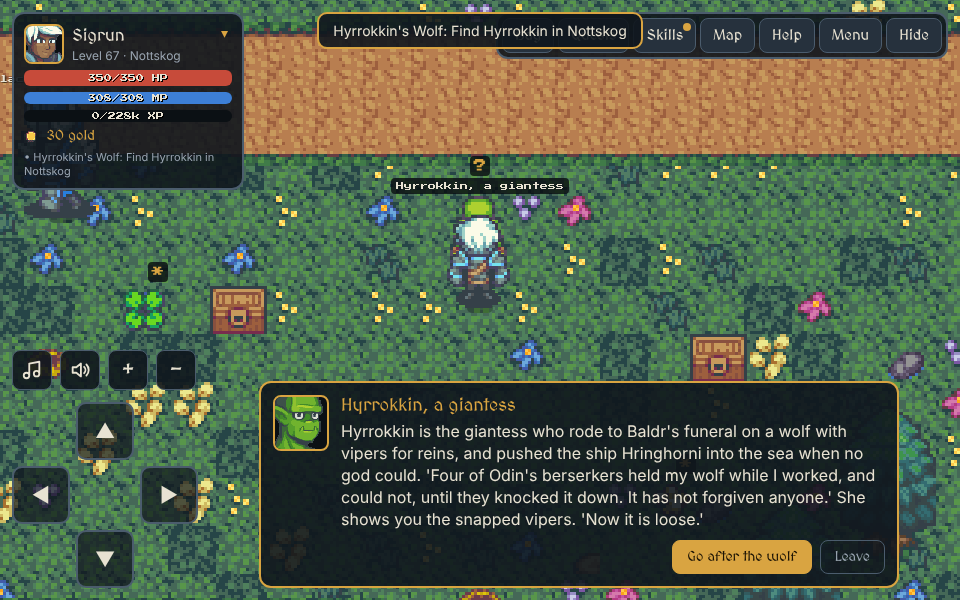 Sigrun
Level 67 · Nottskog
350/350 HP
308/308 MP
0/228k XP
30 gold
• Hyrrokkin's Wolf: Find Hyrrokkin in
Nottskog
Hyrrokkin's Wolf: Find Hyrrokkin in Nottskog
Skills
Map
Help
Menu
Hide
?
Hyrrokkin, a giantess
*
+
-
Hyrrokkin, a giantess
Hyrrokkin is the giantess who rode to Baldr's funeral on a wolf with
vipers for reins, and pushed the ship Hringhorni into the sea when no
god could. 'Four of Odin's berserkers held my wolf while I worked, and
could not, until they knocked it down. It has not forgiven anyone.' She
shows you the snapped vipers. 'Now it is loose.'
Go after the wolf
Leave